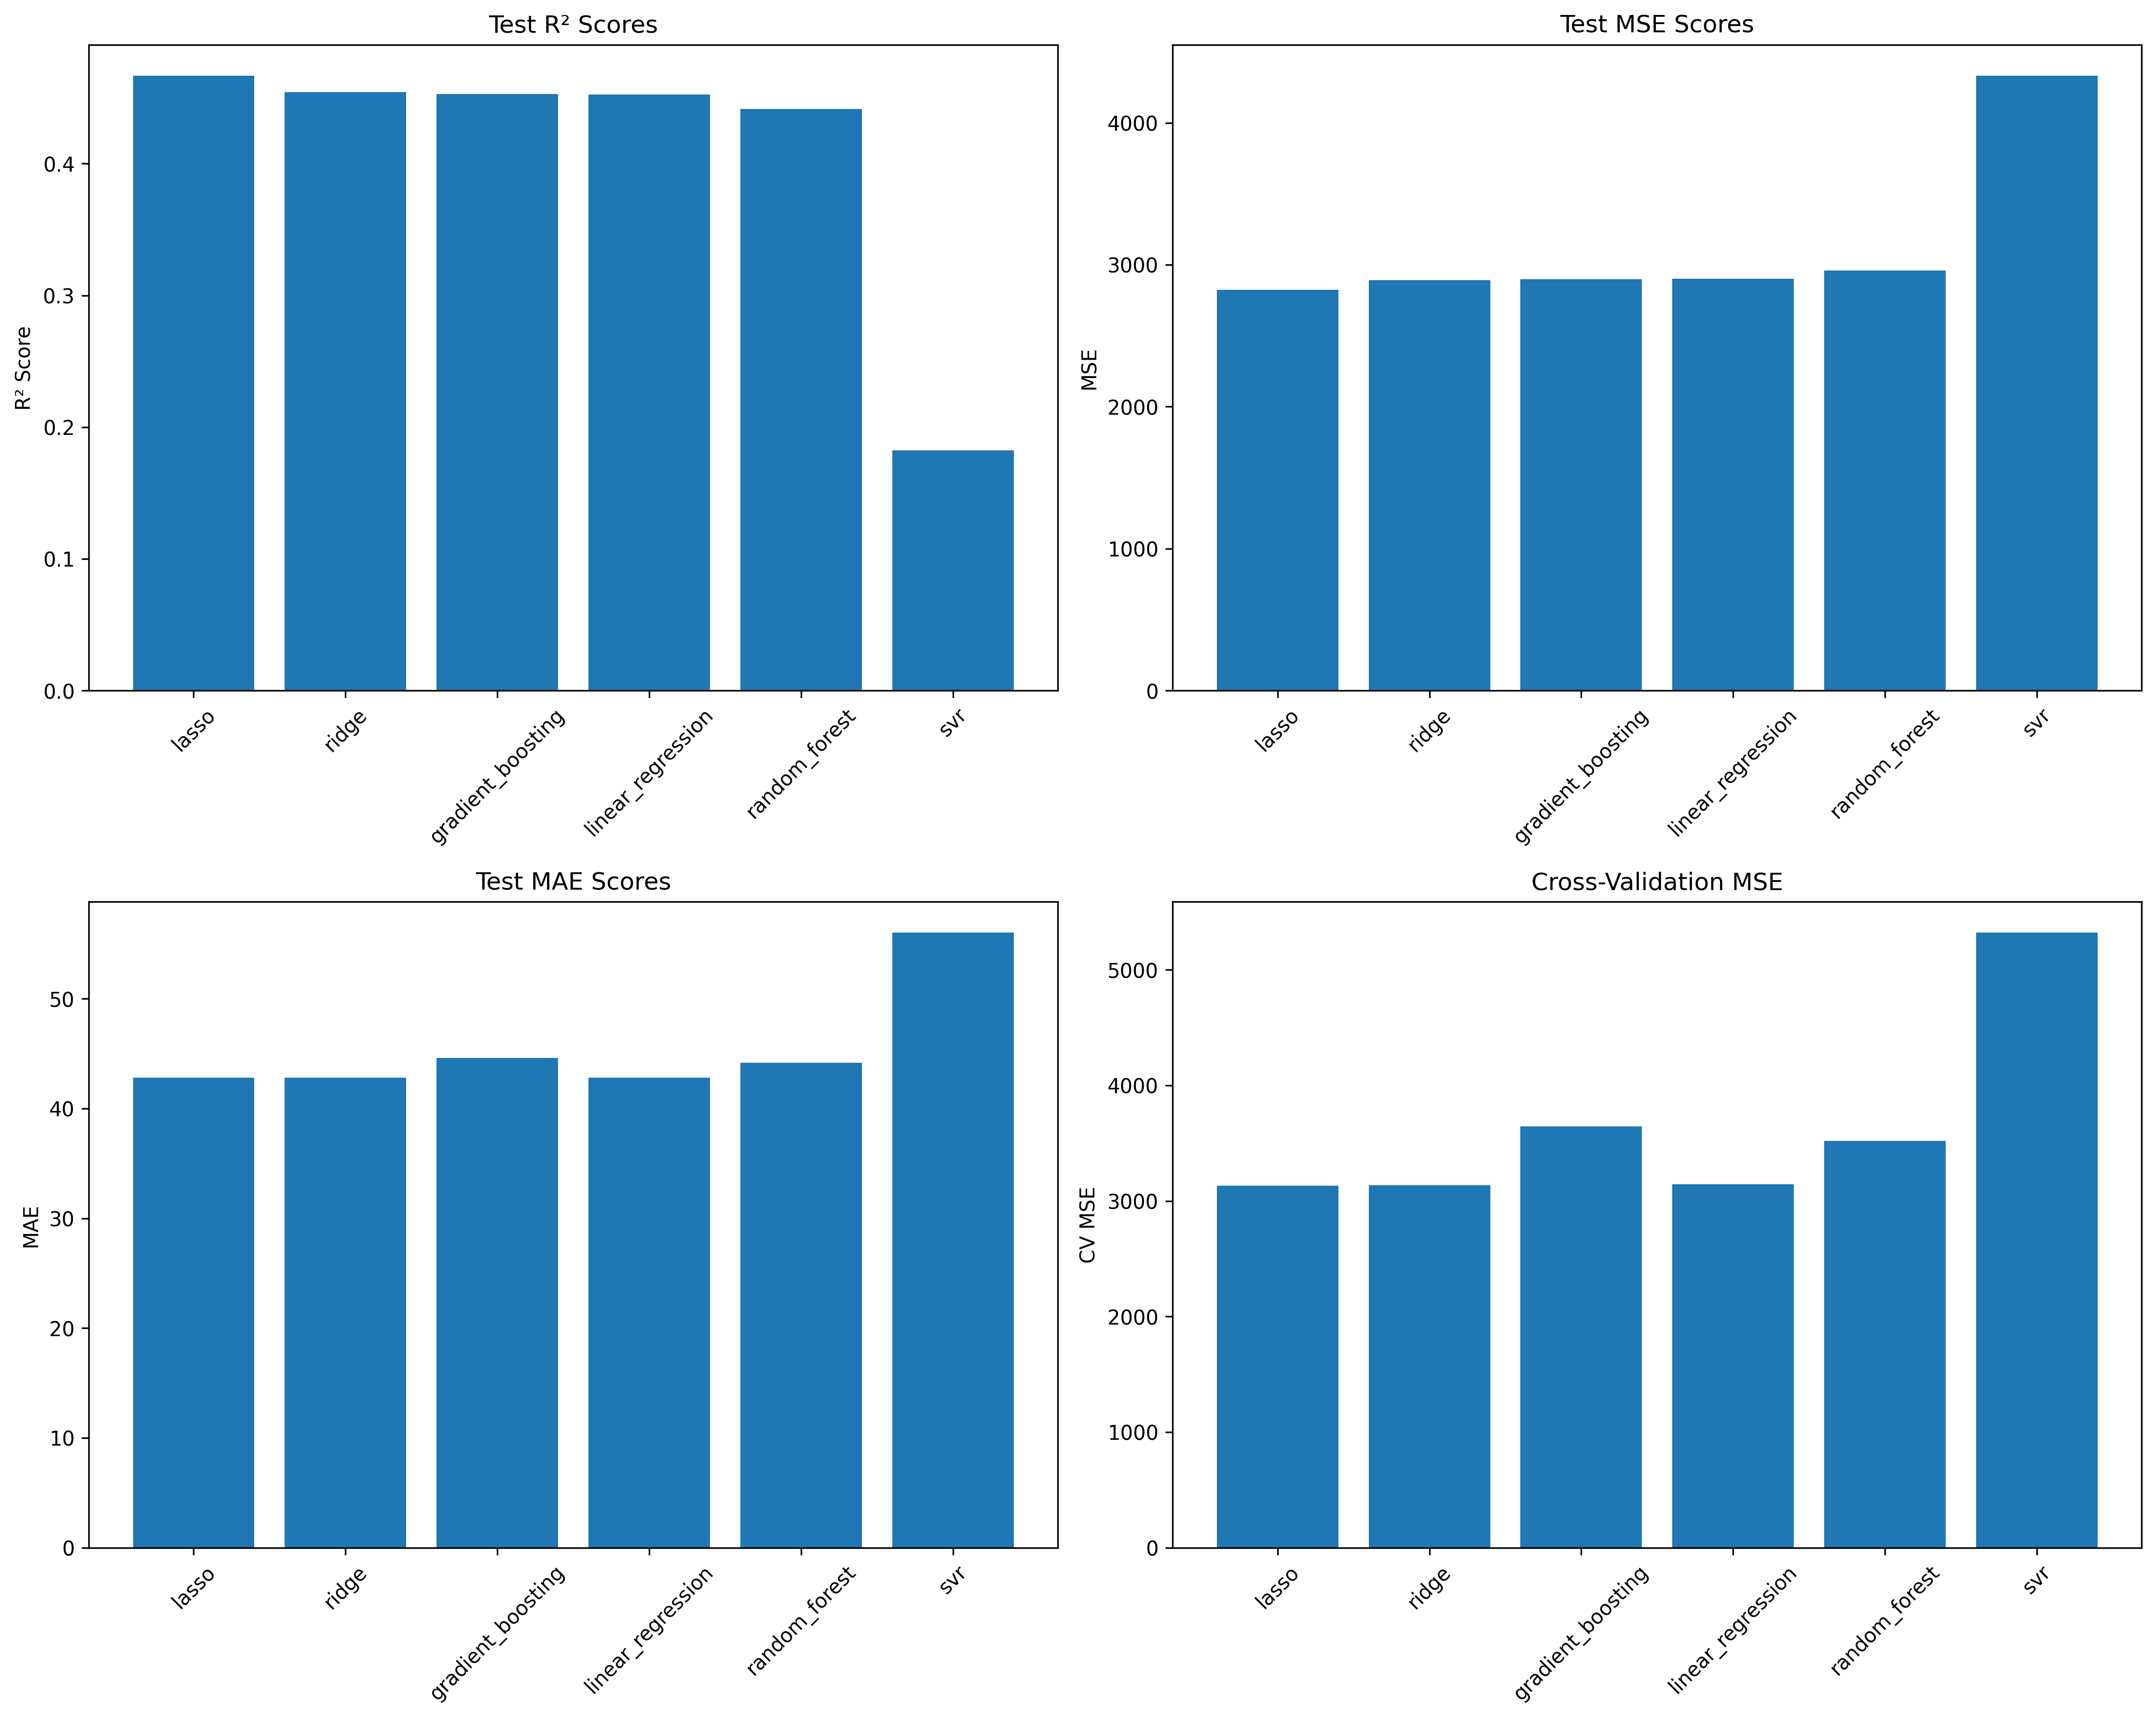 Test R² Scores
R² Score
0.4
0.3
0.2
0.1
0.0
lasso
ridge
gradient_boosting
linear_regression
random_forest
svr
Test MSE Scores
MSE
4000
3000
2000
1000
0
lasso
ridge
gradient_boosting
linear_regression
random_forest
svr
Test MAE Scores
MAE
50
40
30
20
10
0
lasso
ridge
gradient_boosting
linear_regression
random_forest
svr
Cross-Validation MSE
CV MSE
5000
4000
3000
2000
1000
0
lasso
ridge
gradient_boosting
linear_regression
random_forest
svr